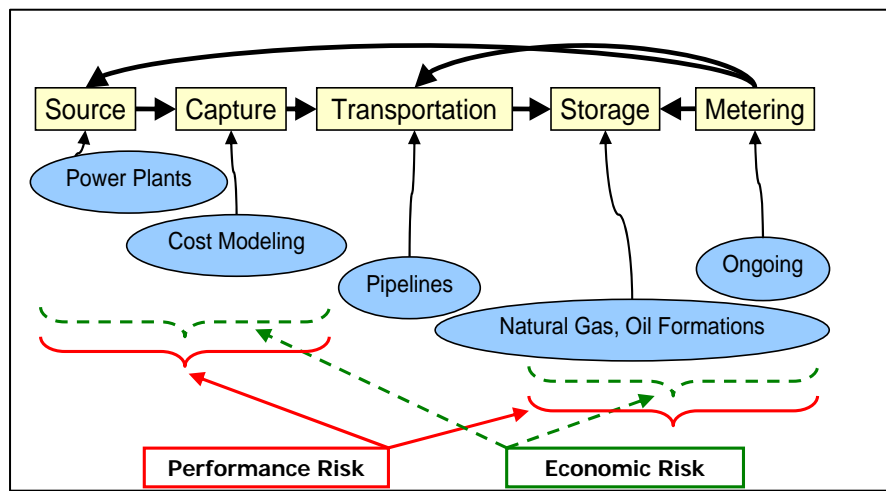 Source
Capture
Transportation
Storage
Metering
Power Plants
Cost Modeling
Pipelines
Ongoing
Natural Gas, Oil Formations
Performance Risk
Economic Risk